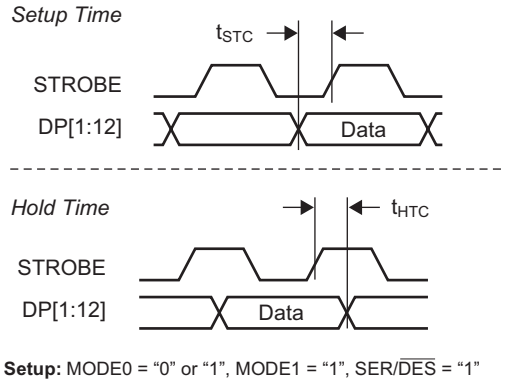 Setup Time
tSTC
STROBE
DP[1:12]
Data
Hold Time
tHTC
STROBE
DP[1:12]
Data
Setup: MODE0 = “0” or “1”, MODE1 = “1”, SER/D̅E̅S̅ = “1”